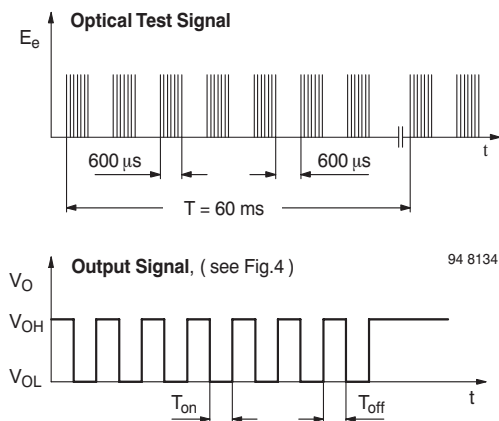 Optical Test Signal
Ee
600 µs
600 µs
t
T = 60 ms
94 8134
Output Signal, ( see Fig.4 )
VO
VOH
VOL
Ton
Toff
t